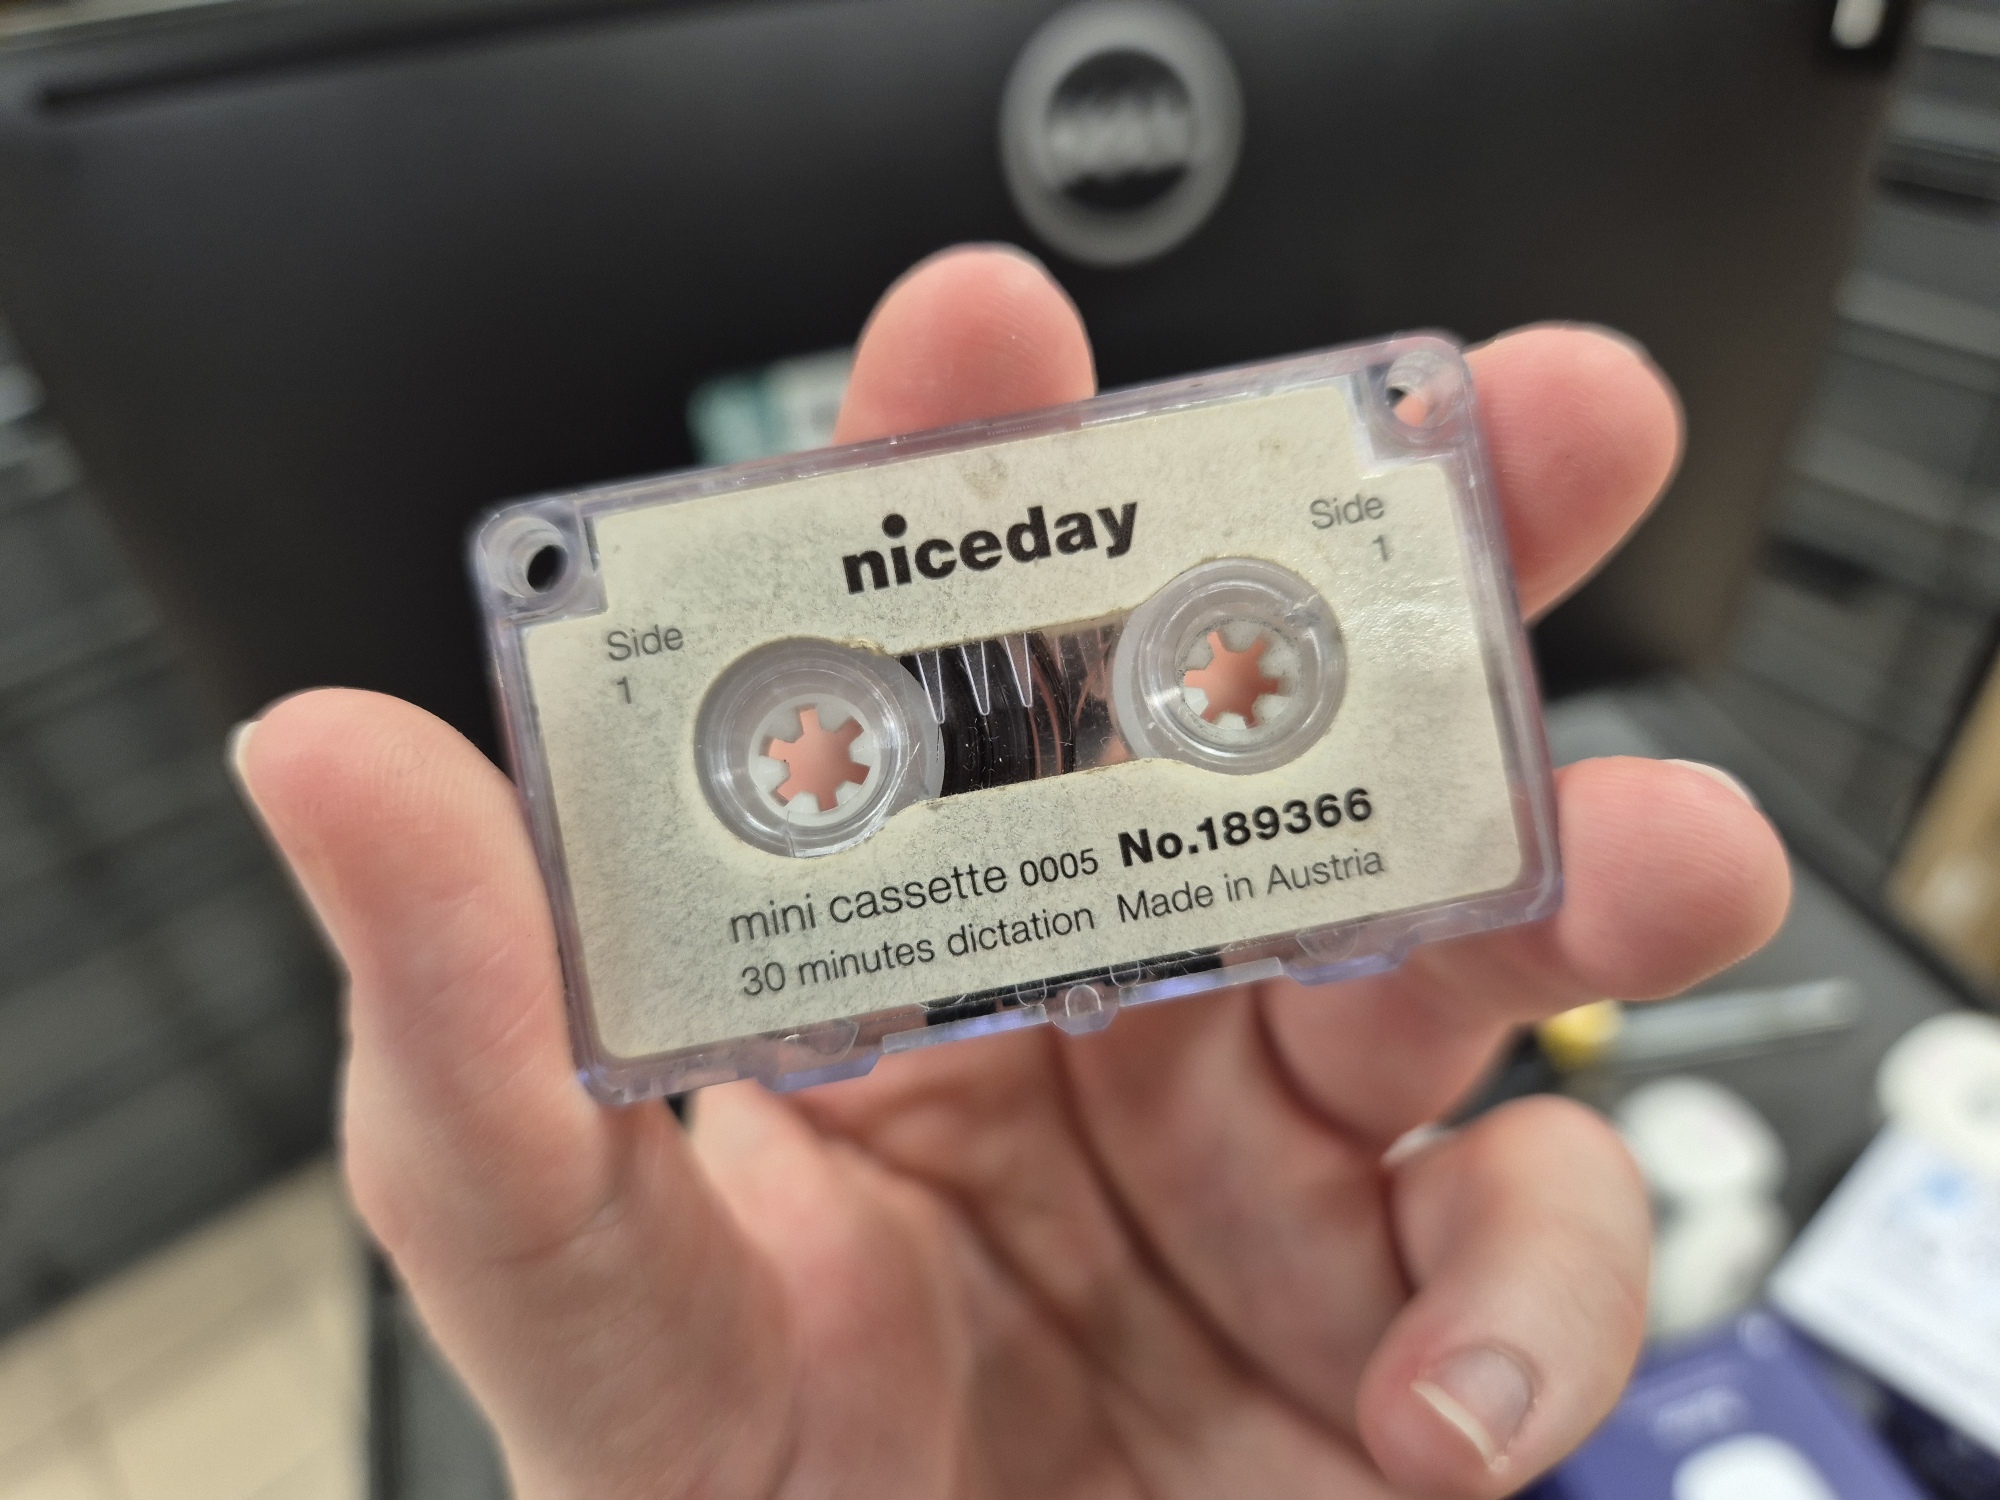 niceday
Side
1
Side
1
mini cassette 0005 No.189366
30 minutes dictation Made in Austria